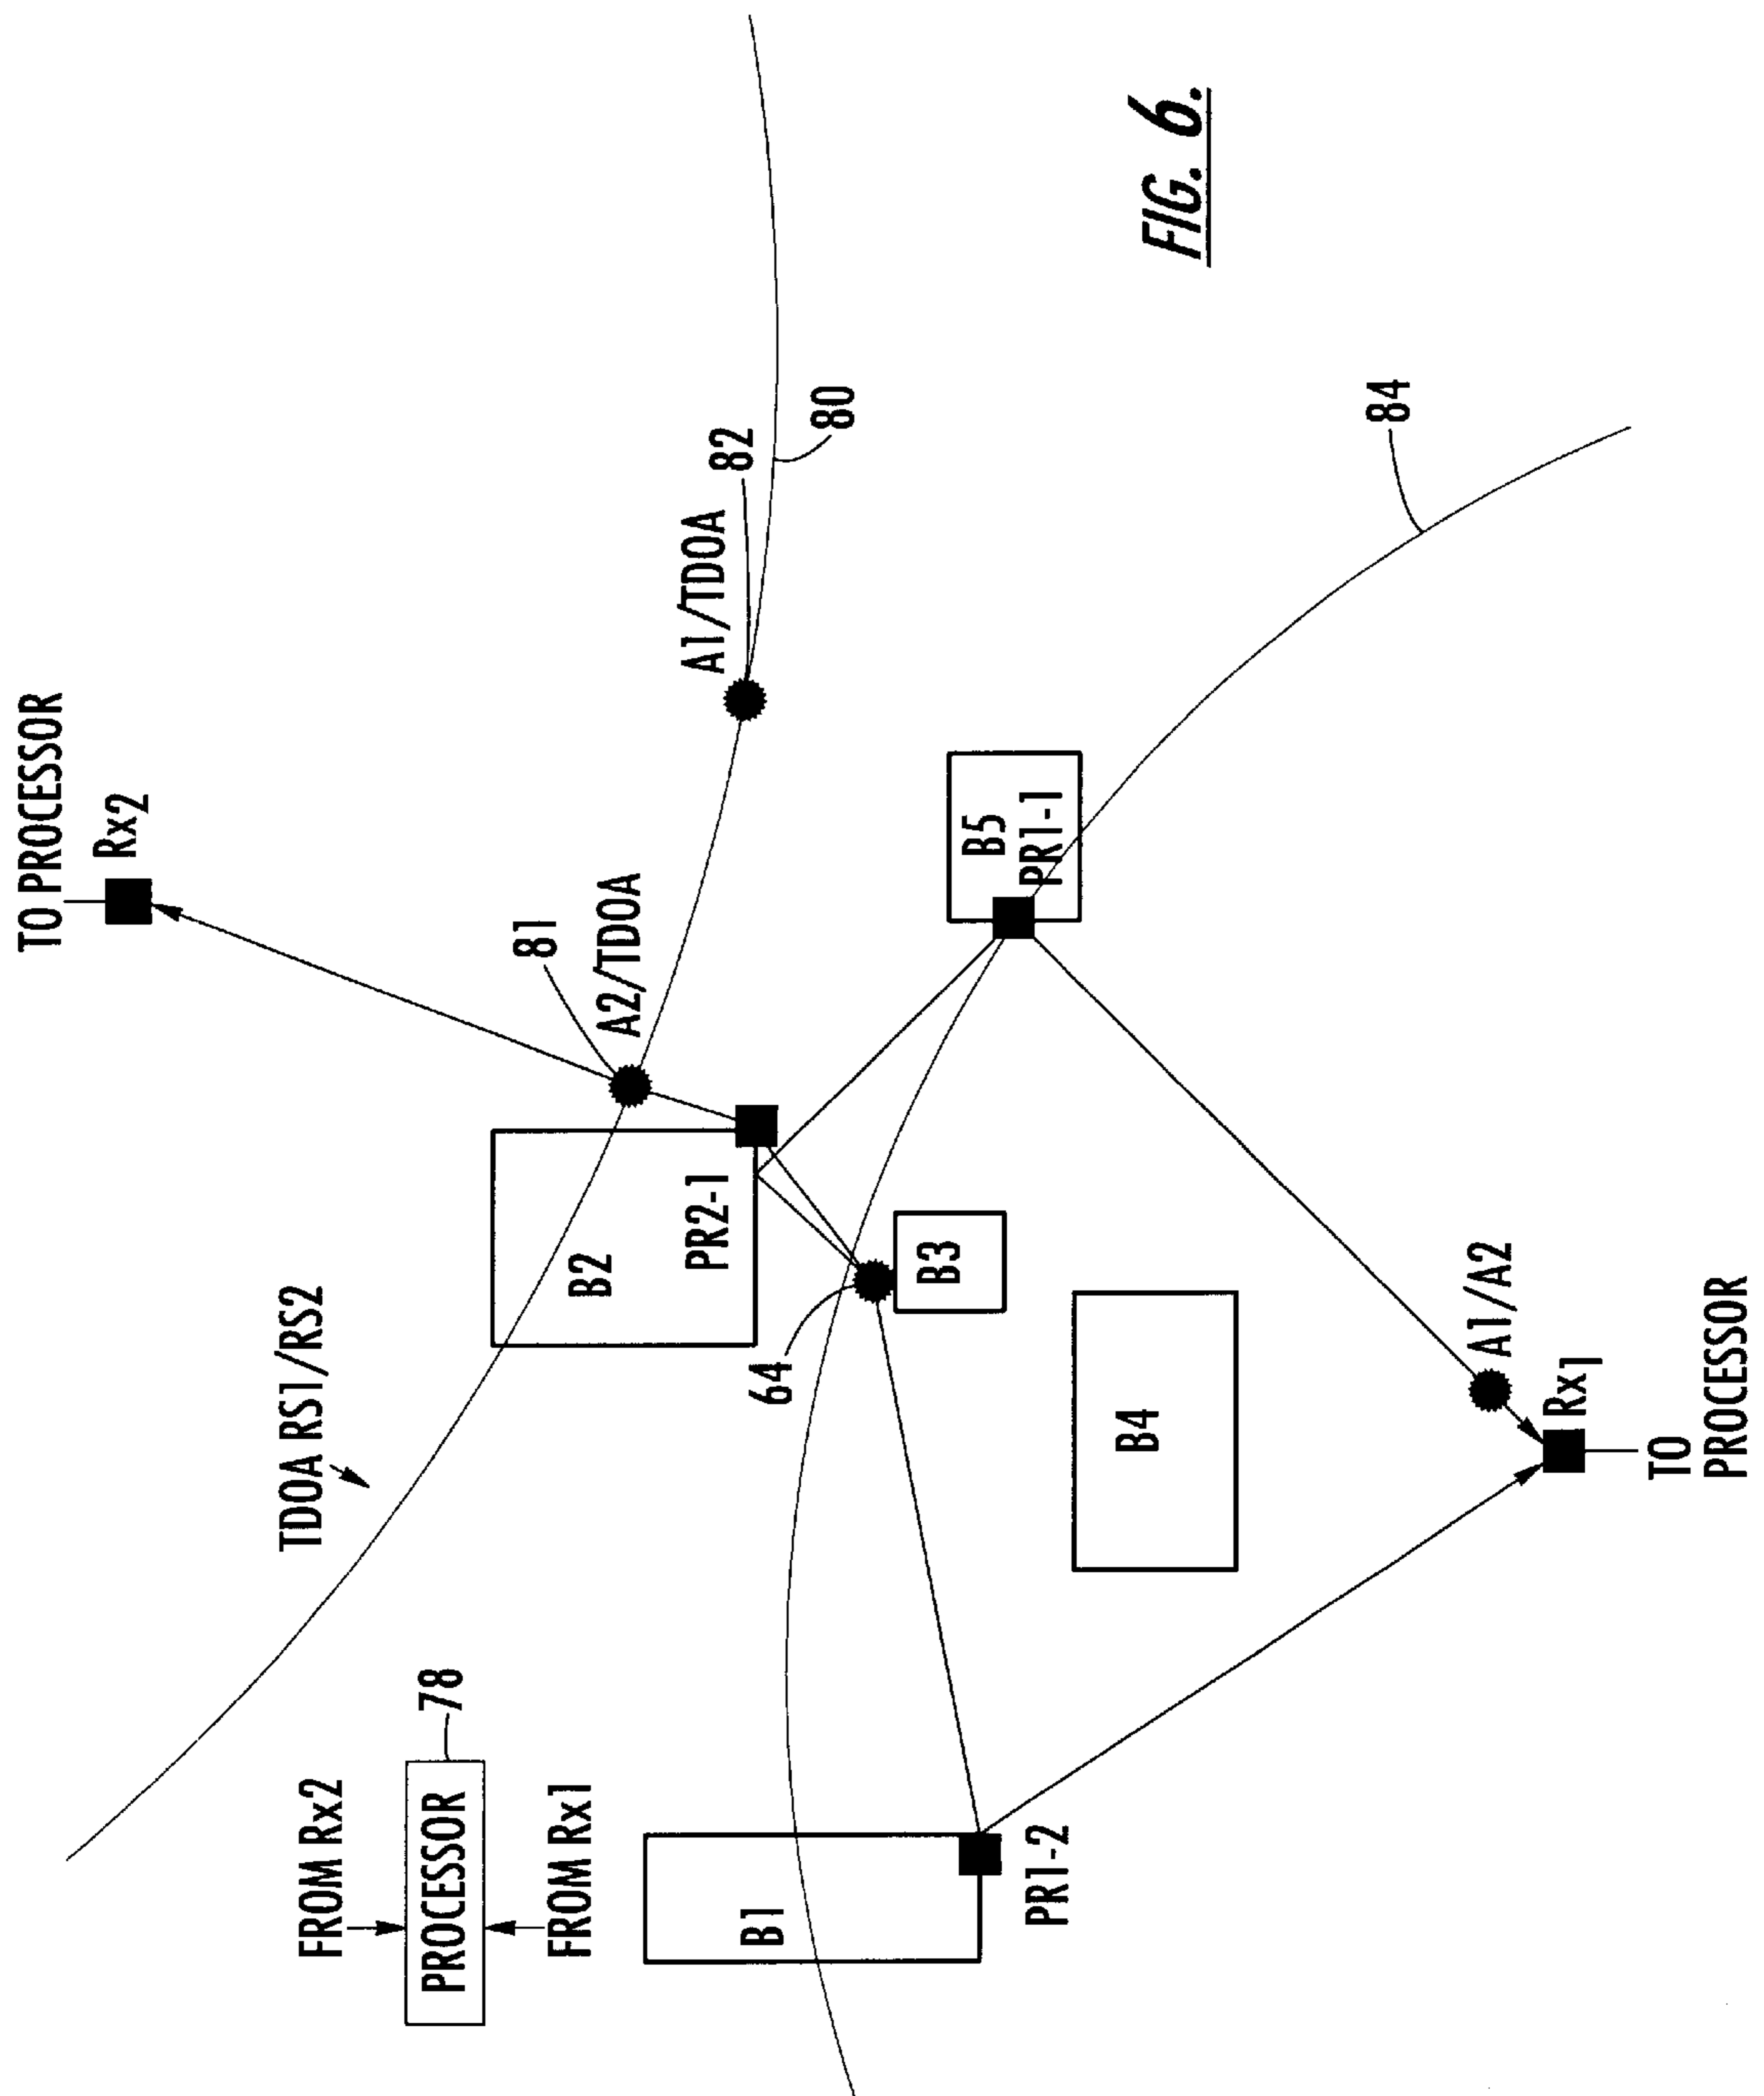 TO PROCESSOR
Rx2
FROM Rx2
PROCESSOR
78
FROM Rx1
TDOA RS1/RS2
81
A2/TDOA
A1/TDOA
82
80
B2
PR2-1
64
B3
B5
PR1-1
84
B1
PR1-2
B4
A1/A2
Rx1
TO
PROCESSOR
FIG. 6.